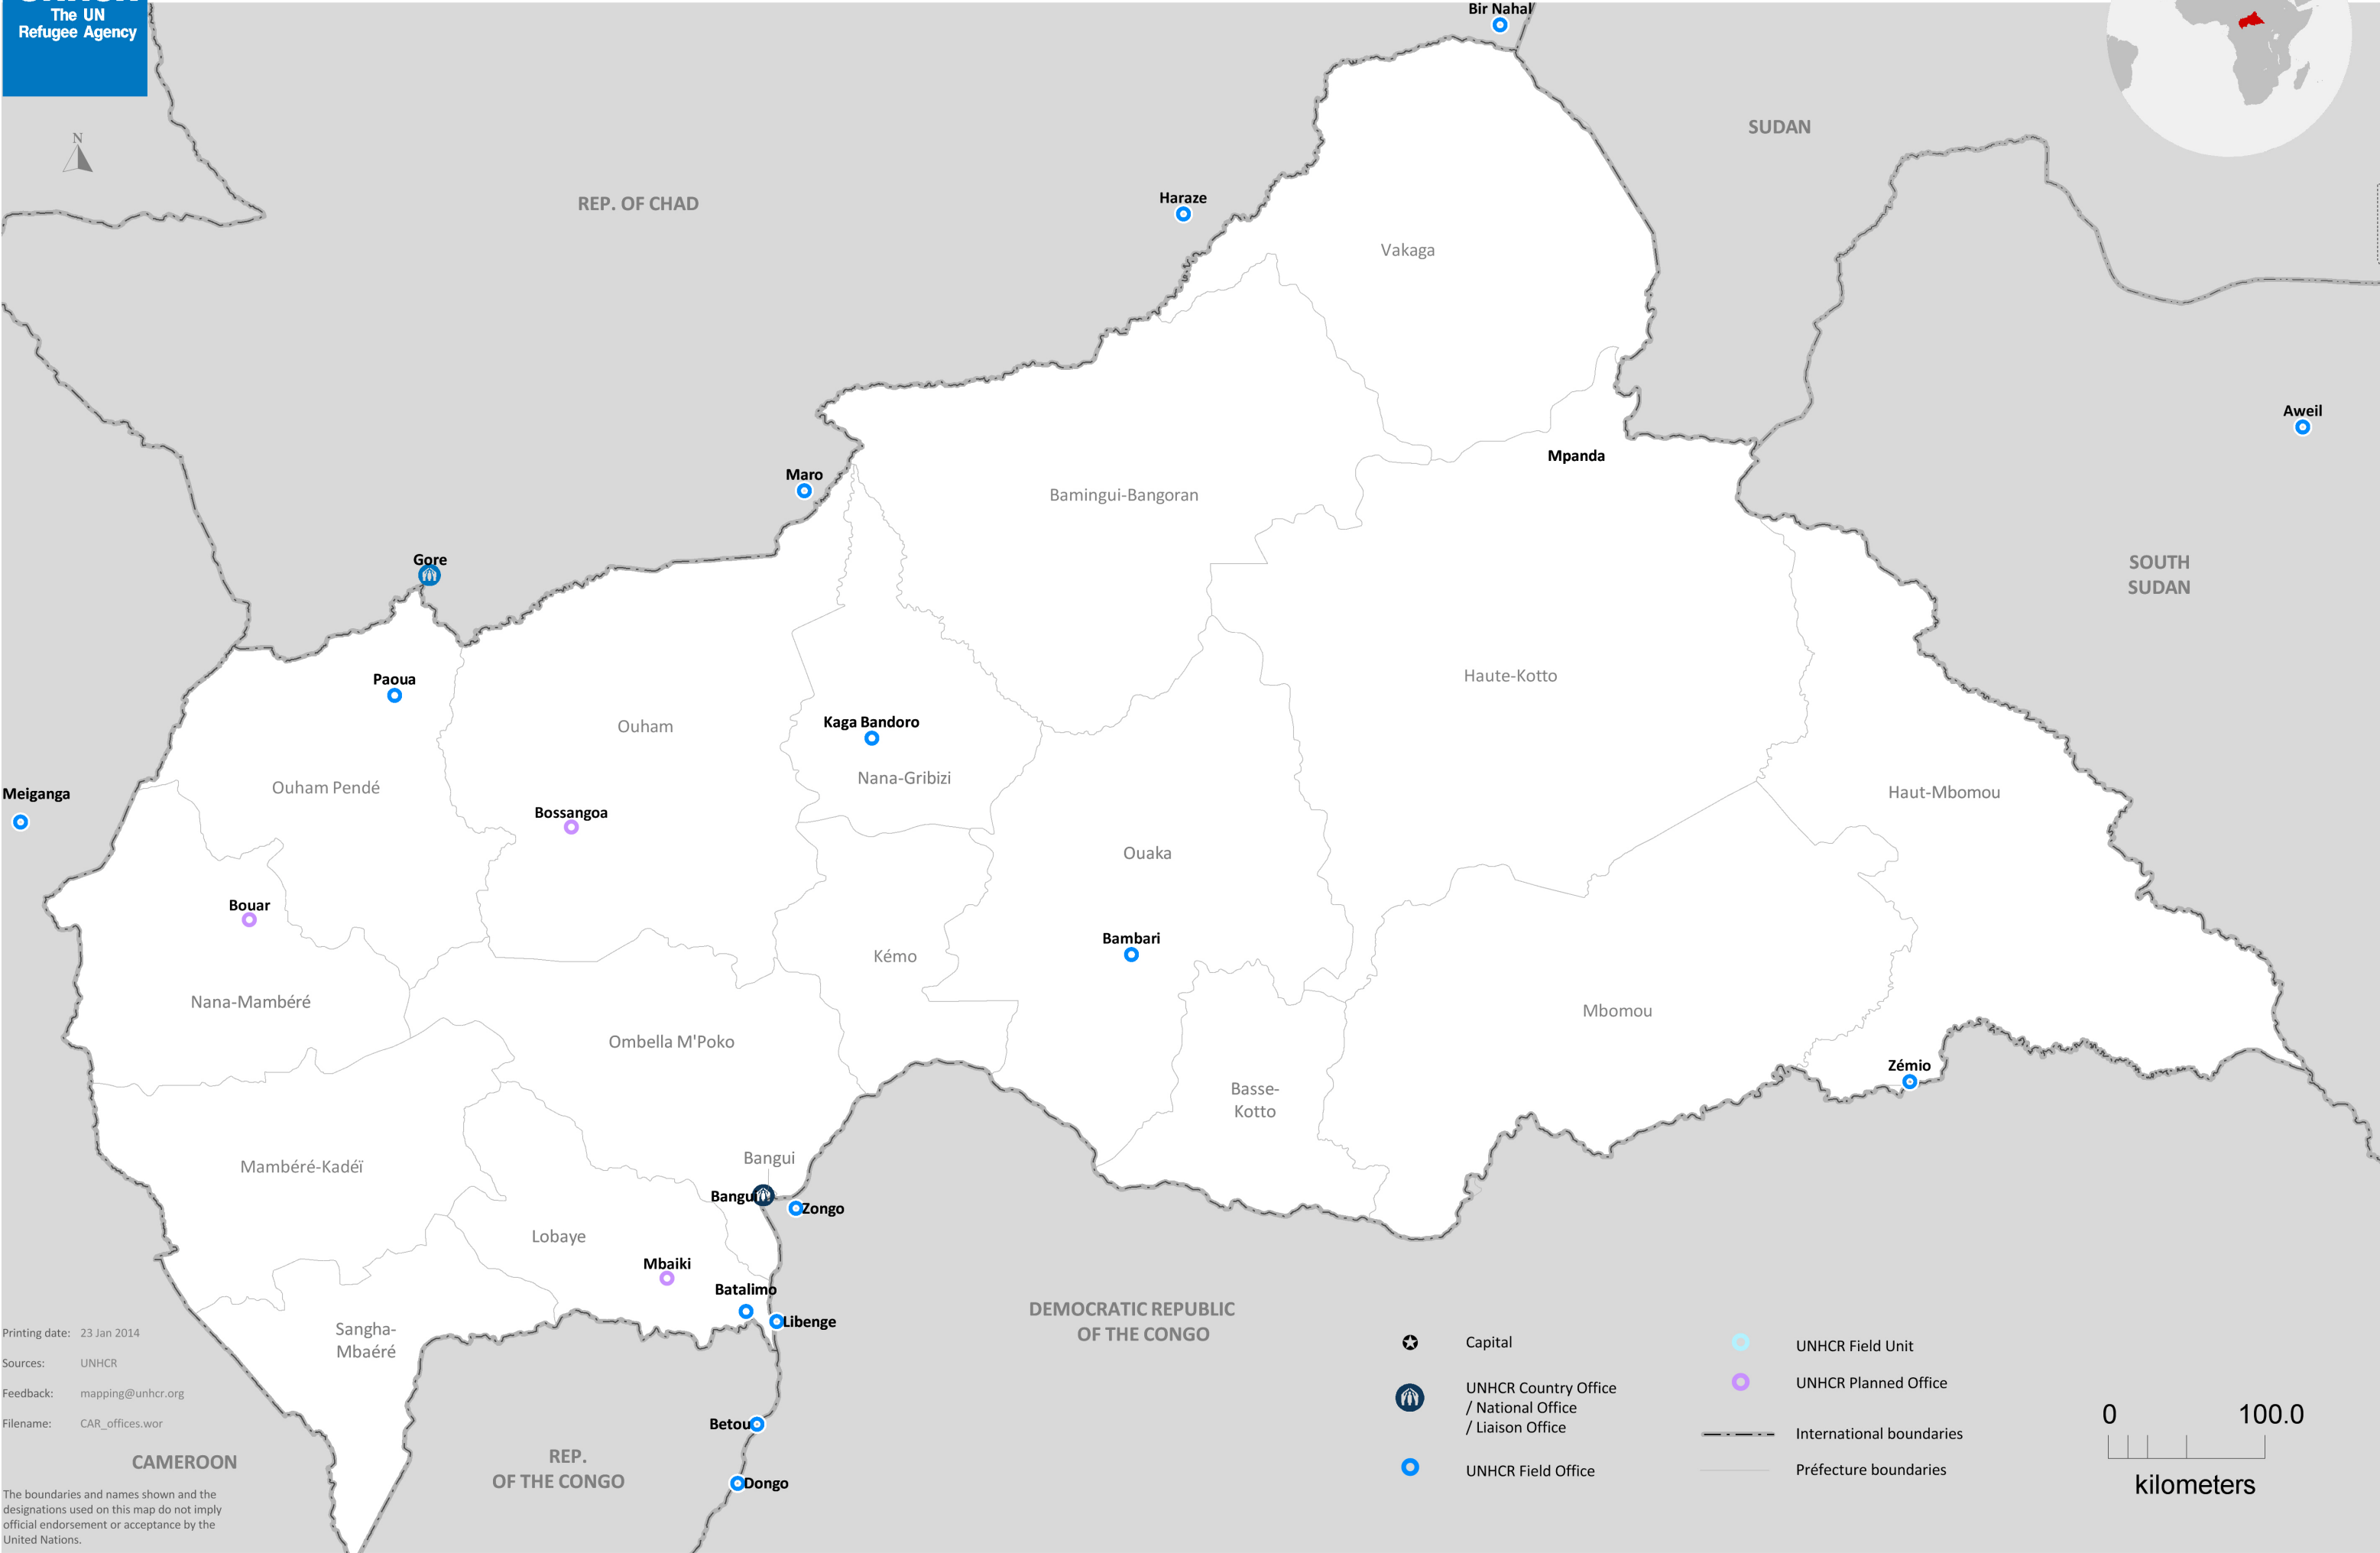 The UN
Refugee Agency
N
Bir Nahal
SUDAN
REP. OF CHAD
Haraze
Vakaga
Aweil
Mpanda
Maro
Bamingui-Bangoran
Gore
SOUTH
SUDAN
Paoua
Haute-Kotto
Kaga Bandoro
Ouham
Nana-Gribizi
Ouham Pendé
Meiganga
Haut-Mbomou
Bossangoa
Ouaka
Bouar
Bambari
Kémo
Nana-Mambéré
Mbomou
Ombella M'Poko
Zémio
Basse-
Kotto
Bangui
Mambéré-Kadéï
Bangui
Zongo
Lobaye
Mbaiki
Batalimo
Libenge
DEMOCRATIC REPUBLIC
OF THE CONGO
Sangha-
Mbaéré
Betou
REP.
OF THE CONGO
Dongo
CAMEROON
Printing date: 23 Jan 2014
Sources: UNHCR
Feedback: mapping@unhcr.org
Filename: CAR_offices.wor
The boundaries and names shown and the
designations used on this map do not imply
official endorsement or acceptance by the
United Nations.
Capital
UNHCR Country Office
/ National Office
/ Liaison Office
UNHCR Field Office
UNHCR Field Unit
UNHCR Planned Office
International boundaries
Préfecture boundaries
0 100.0
kilometers